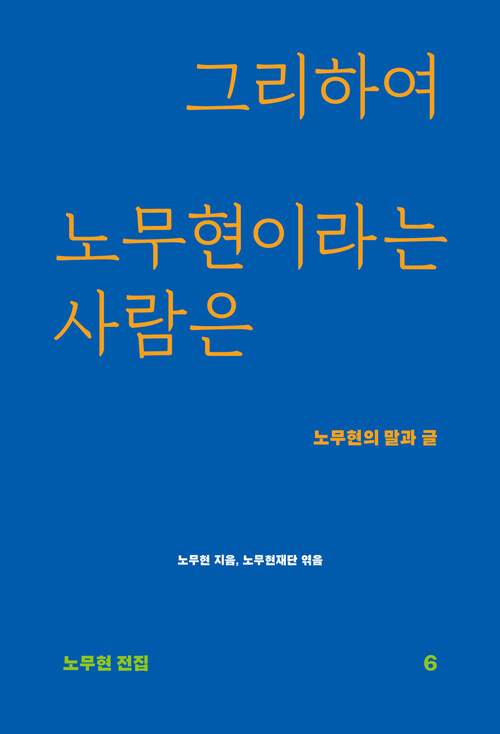 그리하여
노무현이라는
사람은
노무현의 말과 글
노무현 지음, 노무현재단 엮음
노무현 전집 6